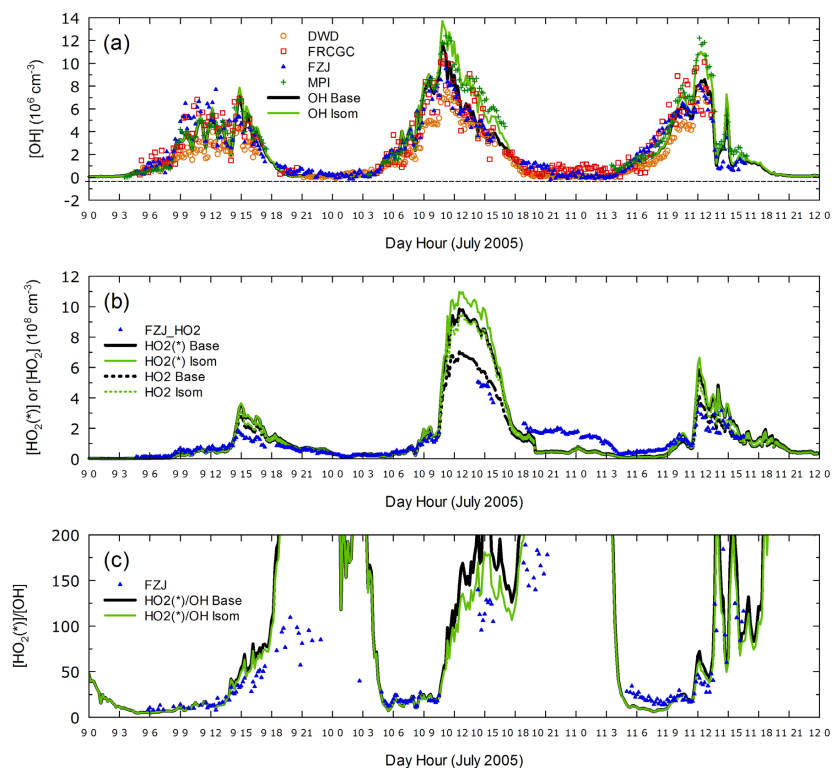 (a)
DWD
FRCGC
FZJ
MPI
OH Base
OH Isom
[OH] (10⁶ cm⁻³)
14
12
10
8
6
4
2
0
-2
9 0 9 3 9 6 9 9 9 12 9 15 9 18 9 21 10 0 10 3 10 6 10 9 10 12 10 15 10 18 10 21 11 0 11 3 11 6 11 9 11 12 11 15 11 18 11 21 12 0
Day Hour (July 2005)
(b)
FZJ_HO2
HO2(*) Base
HO2(*) Isom
HO2 Base
HO2 Isom
[HO₂(*)] or [HO₂] (10⁸ cm⁻³)
12
10
8
6
4
2
0
9 0 9 3 9 6 9 9 9 12 9 15 9 18 9 21 10 0 10 3 10 6 10 9 10 12 10 15 10 18 10 21 11 0 11 3 11 6 11 9 11 12 11 15 11 18 11 21 12 0
Day Hour (July 2005)
(c)
FZJ
HO2(*)/OH Base
HO2(*)/OH Isom
[HO₂(*)]/[OH]
200
150
100
50
0
9 0 9 3 9 6 9 9 9 12 9 15 9 18 9 21 10 0 10 3 10 6 10 9 10 12 10 15 10 18 10 21 11 0 11 3 11 6 11 9 11 12 11 15 11 18 11 21 12 0
Day Hour (July 2005)